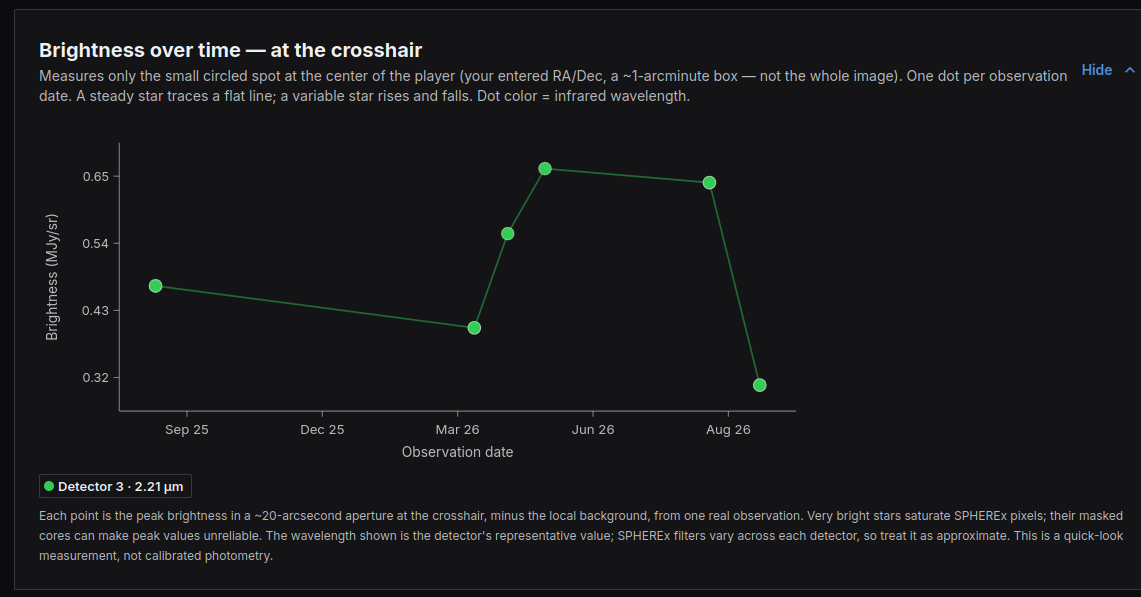 Brightness over time — at the crosshair
Measures only the small circled spot at the center of the player (your entered RA/Dec, a ~1-arcminute box — not the whole image). One dot per observation
date. A steady star traces a flat line; a variable star rises and falls. Dot color = infrared wavelength.
Hide
0.65
0.54
0.43
0.32
Brightness (MJy/sr)
Sep 25
Dec 25
Mar 26
Jun 26
Aug 26
Observation date
Detector 3 · 2.21 μm
Each point is the peak brightness in a ~20-arcsecond aperture at the crosshair, minus the local background, from one real observation. Very bright stars saturate SPHEREx pixels; their masked
cores can make peak values unreliable. The wavelength shown is the detector's representative value; SPHEREx filters vary across each detector, so treat it as approximate. This is a quick-look
measurement, not calibrated photometry.